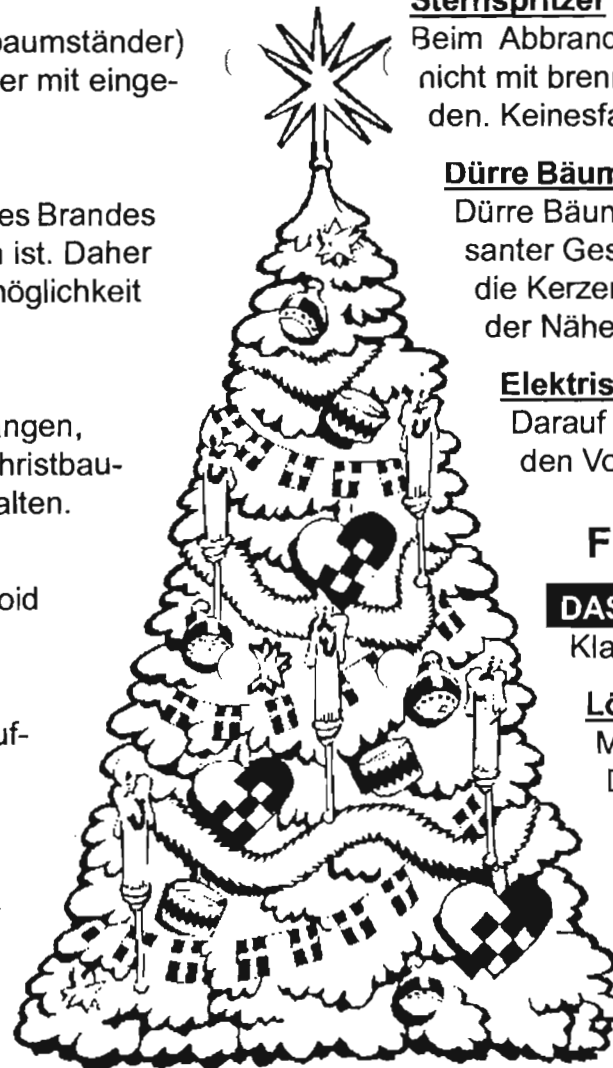 baumständer)
er mit einge-
es Brandes
ist. Daher
möglichkeit
ngen,
hristbau-
alten.
oid
uf-
Sternspritzer
Beim Abbrand
nicht mit bren
den. Keinesfa
Dürre Bäum
Dürre Bäum
santer Ges
die Kerzen
der Nähe
Elektris
Darauf
den Vo
F
DAS
Kla
Lö
M
D